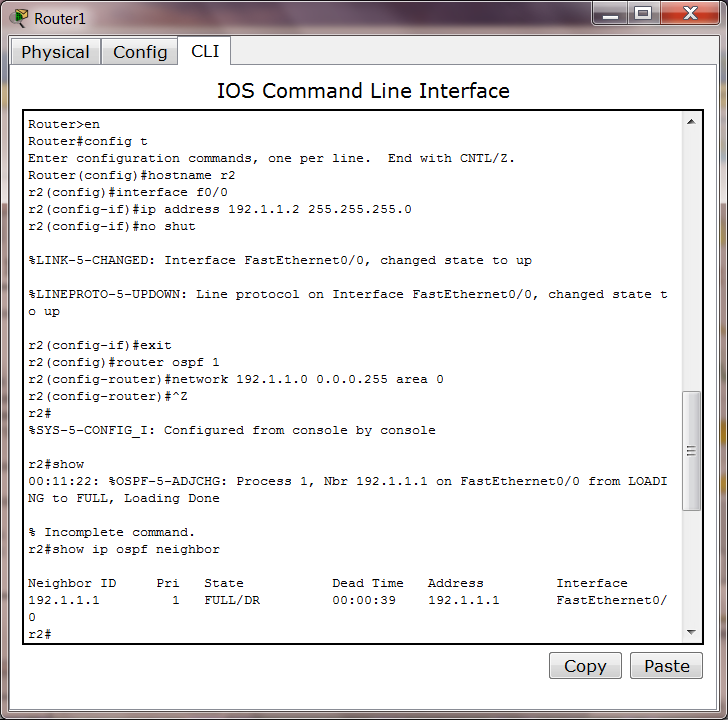 Router1
Physical Config CLI
IOS Command Line Interface
Router>en
Router#config t
Enter configuration commands, one per line.  End with CNTL/Z.
Router(config)#hostname r2
r2(config)#interface f0/0
r2(config-if)#ip address 192.1.1.2 255.255.255.0
r2(config-if)#no shut
%LINK-5-CHANGED: Interface FastEthernet0/0, changed state to up
%LINEPROTO-5-UPDOWN: Line protocol on Interface FastEthernet0/0, changed state t
o up
r2(config-if)#exit
r2(config)#router ospf 1
r2(config-router)#network 192.1.1.0 0.0.0.255 area 0
r2(config-router)#^Z
r2#
%SYS-5-CONFIG_I: Configured from console by console
r2#show
00:11:22: %OSPF-5-ADJCHG: Process 1, Nbr 192.1.1.1 on FastEthernet0/0 from LOADI
NG to FULL, Loading Done
% Incomplete command.
r2#show ip ospf neighbor
Neighbor ID     Pri   State           Dead Time   Address         Interface
192.1.1.1         1   FULL/DR         00:00:39    192.1.1.1       FastEthernet0/
0
r2#
Copy Paste